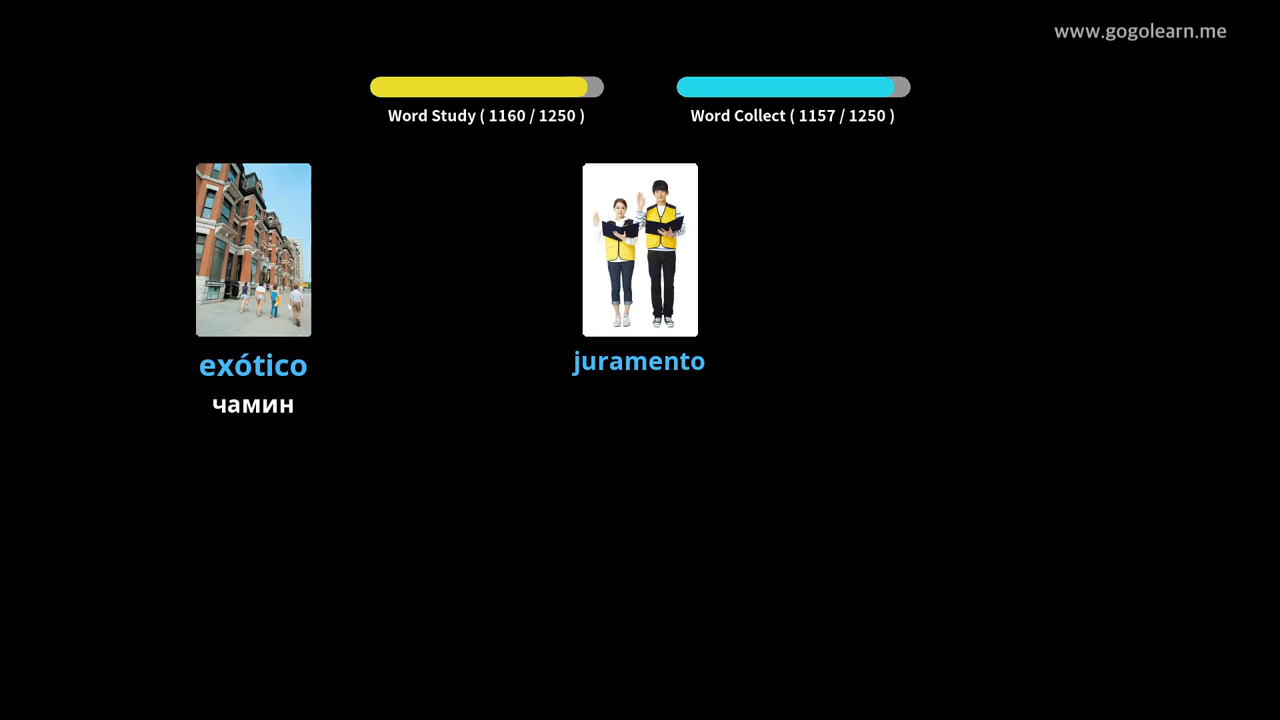 www.gogolearn.me
Word Study ( 1160 / 1250 )
Word Collect ( 1157 / 1250 )
exótico
чамин
juramento